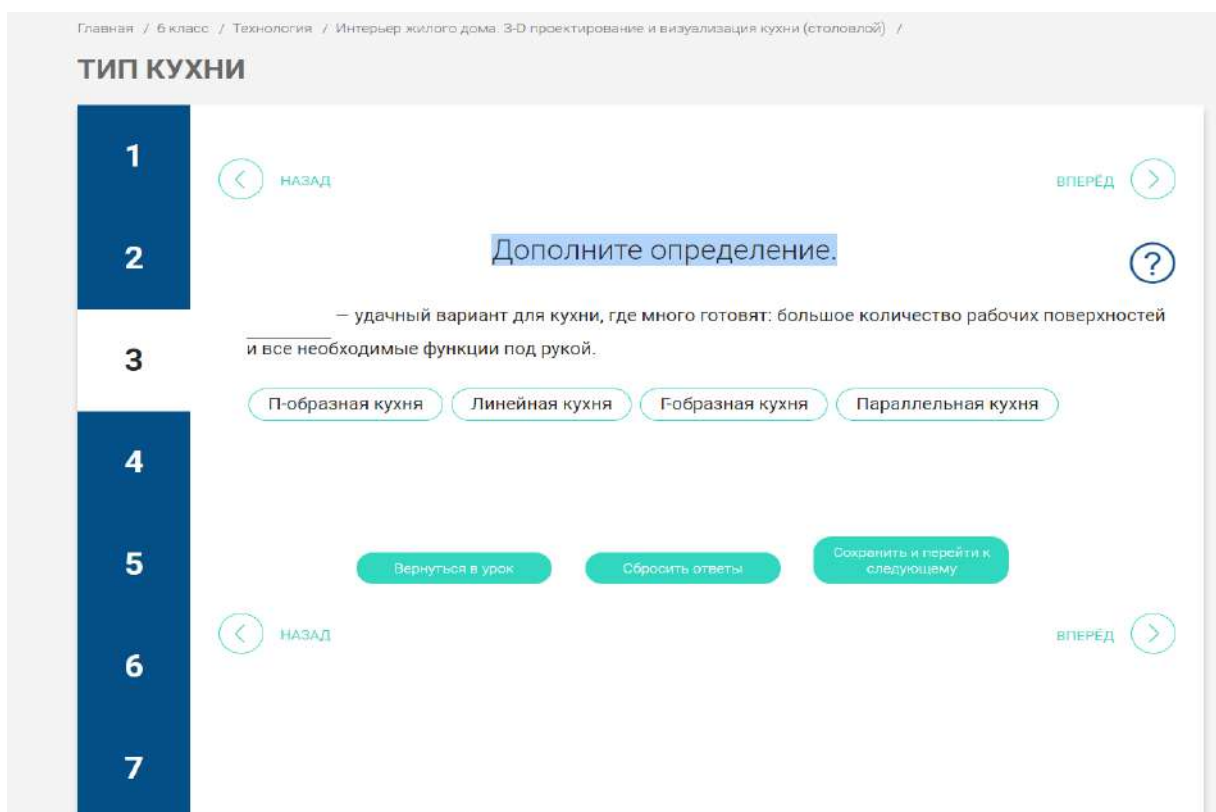 Главная / 6 класс / Технология / Интерьер жилого дома. 3-D проектирование и визуализация кухни (столовлой) /
ТИП КУХНИ
1
НАЗАД
ВПЕРЁД
2
Дополните определение.
?
— удачный вариант для кухни, где много готовят: большое количество рабочих поверхностей
и все необходимые функции под рукой.
3
П-образная кухня Линейная кухня Г-образная кухня Параллельная кухня
4
5
Вернуться в урок
Сбросить ответы
Сохранить и перейти к
следующему
НАЗАД
ВПЕРЁД
6
7